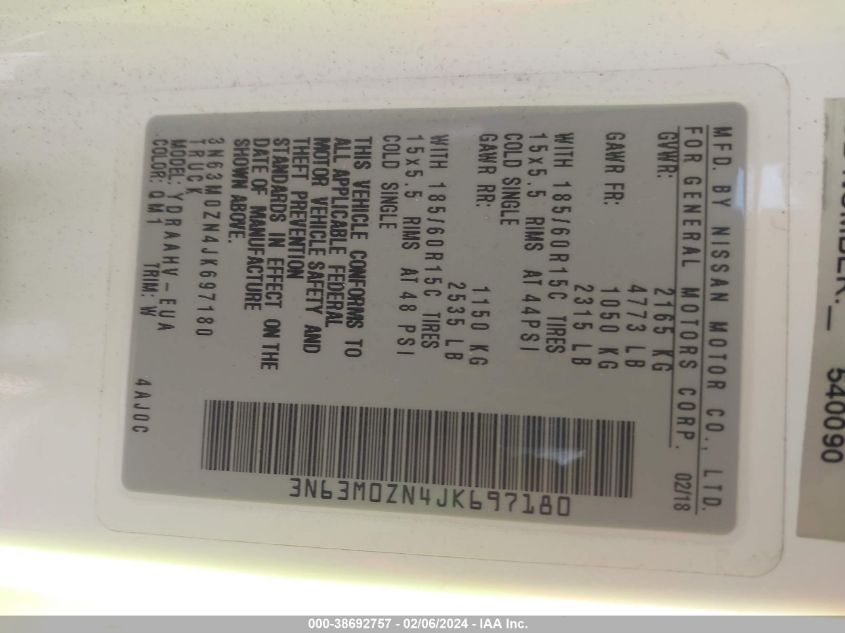 MFD. BY NISSAN MOTOR CO., LTD.
FOR GENERAL MOTORS CORP. 02/18
GVWR: 2165 KG
4773 LB
GAWR FR: 1050 KG
2315 LB
WITH 185/60R15C TIRES
15x5.5 RIMS AT 44PSI
COLD SINGLE
GAWR RR: 1150 KG
2535 LB
WITH 185/60R15C TIRES
15x5.5 RIMS AT 48 PSI
COLD SINGLE
THIS VEHICLE CONFORMS TO
ALL APPLICABLE FEDERAL
MOTOR VEHICLE SAFETY AND
THEFT PREVENTION
STANDARDS IN EFFECT ON THE
DATE OF MANUFACTURE
SHOWN ABOVE.
3N63M0ZN4JK697180
TRUCK
MODEL: YDRAAHV-EUA
COLOR: QM1 TRIM: W
4AJ0C
3N63M0ZN4JK697180
540090
000-38692757 - 02/06/2024 - IAA Inc.